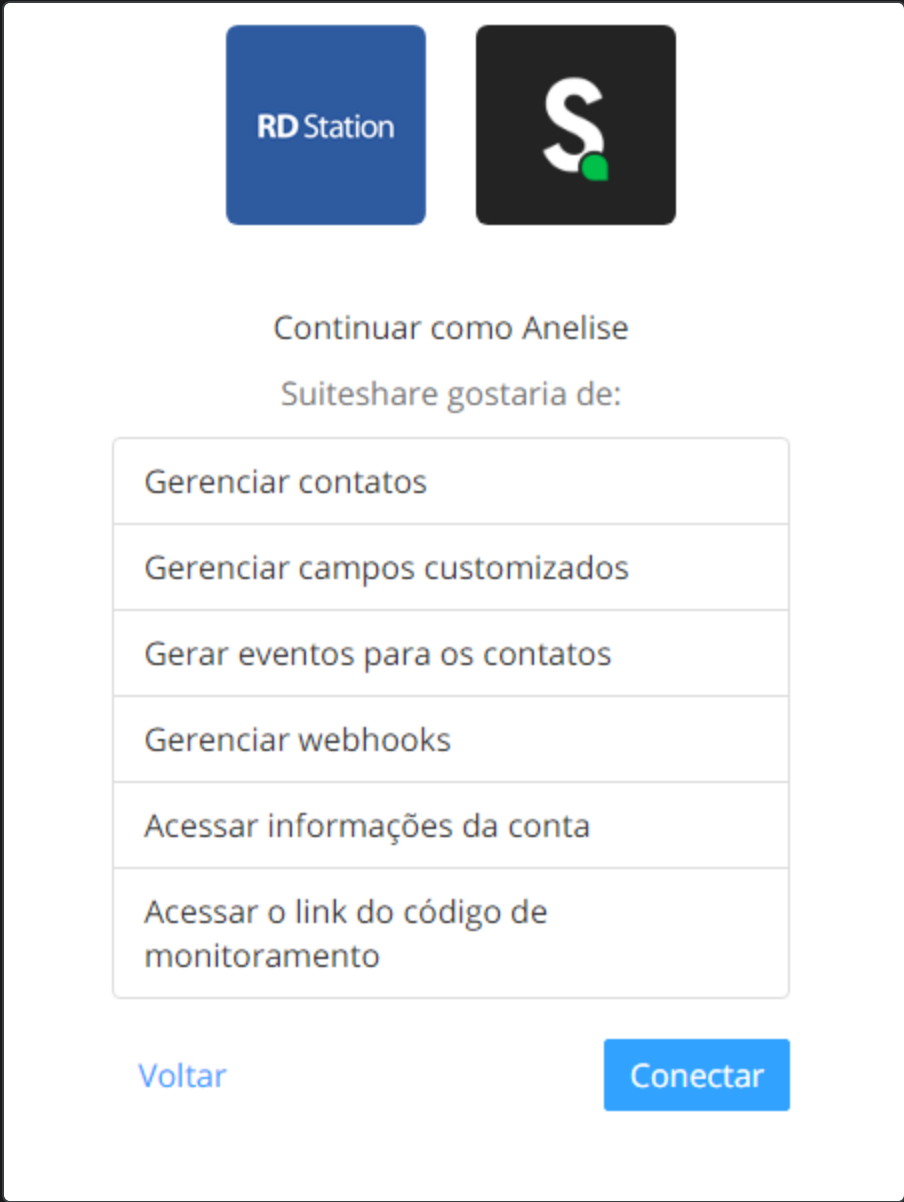 RD Station
S
Continuar como Anelise
Suiteshare gostaria de:
Gerenciar contatos
Gerenciar campos customizados
Gerar eventos para os contatos
Gerenciar webhooks
Acessar informações da conta
Acessar o link do código de
monitoramento
Voltar
Conectar